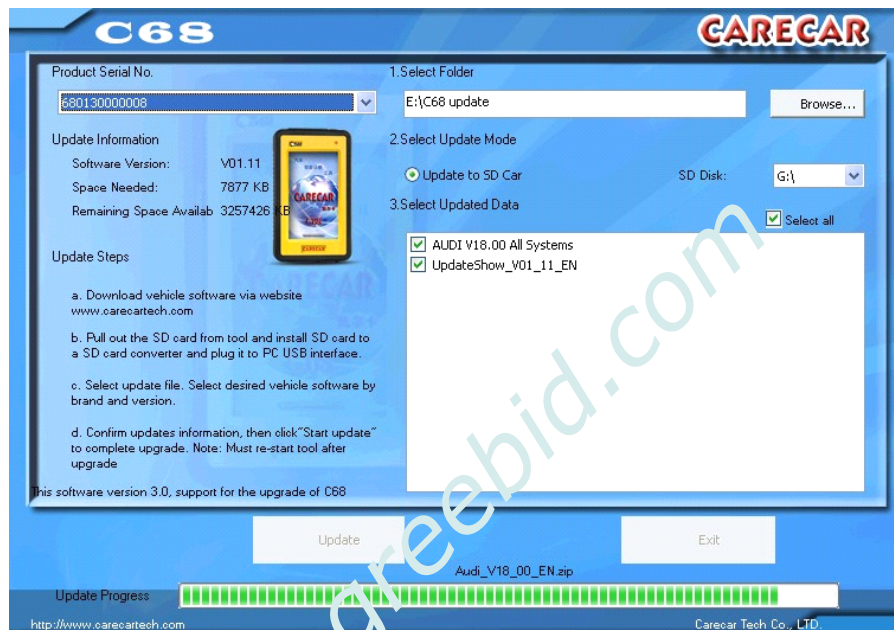 C68
CARECAR
Product Serial No.
680130000008
Update Information
Software Version: V01.11
Space Needed: 7877 KB
Remaining Space Availab 3257426 KB
Update Steps
a. Download vehicle software via website
www.carecartech.com
b. Pull out the SD card from tool and install SD card to
a SD card converter and plug it to PC USB interface.
c. Select update file. Select desired vehicle software by
brand and version.
d. Confirm updates information, then click"Start update"
to complete upgrade. Note: Must re-start tool after
upgrade
This software version 3.0, support for the upgrade of C68
1.Select Folder
E:\C68 update
Browse...
2.Select Update Mode
Update to SD Car
SD Disk:
G:\
3.Select Updated Data
Select all
AUDI V18.00 All Systems
UpdateShow_V01_11_EN
C68
CARECAR
Update
Exit
Audi_V18_00_EN.zip
Update Progress
http://www.carecartech.com
Carecar Tech Co., LTD.
greebid.com